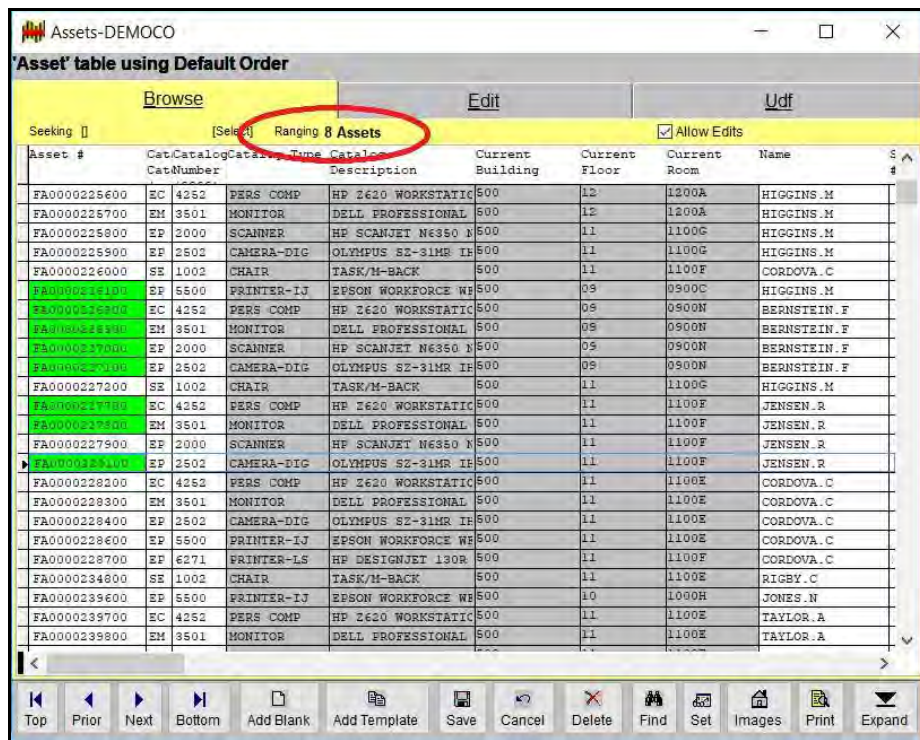 Assets-DEMOCO
'Asset' table using Default Order
Browse Edit Udf
Seeking [] [Select] Ranging 8 Assets Allow Edits
Asset # Cat Catalog Catalog Type Catalog Current Current Current Name S
Cat Number Description Building Floor Room #
FA0000225600 EC 4252 PERS COMP HP Z620 WORKSTATIC 500 12 1200A HIGGINS.M
FA0000225700 EM 3501 MONITOR DELL PROFESSIONAL 500 12 1200A HIGGINS.M
FA0000225800 EP 2000 SCANNER HP SCANJET N6350 N 500 11 1100G HIGGINS.M
FA0000225900 EP 2502 CAMERA-DIG OLYMPUS SZ-31MR IH 500 11 1100G HIGGINS.M
FA0000226000 SE 1002 CHAIR TASK/M-BACK 500 11 1100F CORDOVA.C
EP 5500 PRINTER-IJ EPSON WORKFORCE WF 500 09 0900C HIGGINS.M
EC 4252 PERS COMP HP Z620 WORKSTATIC 500 09 0900N BERNSTEIN.F
EM 3501 MONITOR DELL PROFESSIONAL 500 09 0900N BERNSTEIN.F
EP 2000 SCANNER HP SCANJET N6350 N 500 09 0900N BERNSTEIN.F
EP 2502 CAMERA-DIG OLYMPUS SZ-31MR IH 500 09 0900N BERNSTEIN.F
FA0000227200 SE 1002 CHAIR TASK/M-BACK 500 11 1100G HIGGINS.M
EC 4252 PERS COMP HP Z620 WORKSTATIC 500 11 1100F JENSEN.R
EM 3501 MONITOR DELL PROFESSIONAL 500 11 1100F JENSEN.R
FA0000227900 EP 2000 SCANNER HP SCANJET N6350 N 500 11 1100F JENSEN.R
EP 2502 CAMERA-DIG OLYMPUS SZ-31MR IH 500 11 1100F JENSEN.R
FA0000228200 EC 4252 PERS COMP HP Z620 WORKSTATIC 500 11 1100E CORDOVA.C
FA0000228300 EM 3501 MONITOR DELL PROFESSIONAL 500 11 1100E CORDOVA.C
FA0000228400 EP 2502 CAMERA-DIG OLYMPUS SZ-31MR IH 500 11 1100E CORDOVA.C
FA0000228600 EP 5500 PRINTER-IJ EPSON WORKFORCE WF 500 11 1100E CORDOVA.C
FA0000228700 EP 6271 PRINTER-LS HP DESIGNJET 130R 500 11 1100F CORDOVA.C
FA0000234800 SE 1002 CHAIR TASK/M-BACK 500 11 1100E RIGBY.C
FA0000239600 EP 5500 PRINTER-IJ EPSON WORKFORCE WF 500 10 1000H JONES.N
FA0000239700 EC 4252 PERS COMP HP Z620 WORKSTATIC 500 11 1100E TAYLOR.A
FA0000239800 EM 3501 MONITOR DELL PROFESSIONAL 500 11 1100E TAYLOR.A
Top Prior Next Bottom Add Blank Add Template Save Cancel Delete Find Set Images Print Expand